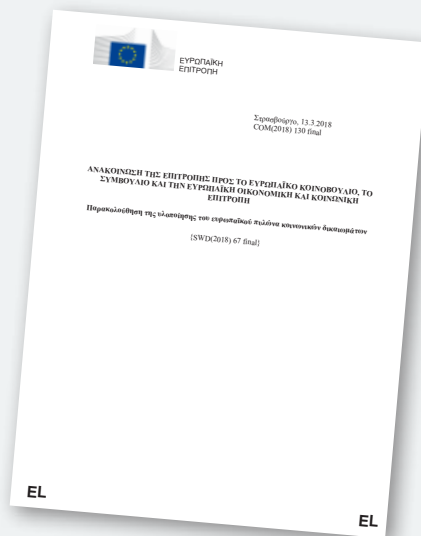 ΕΥΡΩΠΑΪΚΗ
ΕΠΙΤΡΟΠΗ
Στρασβούργο, 13.3.2018
COM(2018) 130 final
ΑΝΑΚΟΙΝΩΣΗ ΤΗΣ ΕΠΙΤΡΟΠΗΣ ΠΡΟΣ ΤΟ ΕΥΡΩΠΑΪΚΟ ΚΟΙΝΟΒΟΥΛΙΟ, ΤΟ
ΣΥΜΒΟΥΛΙΟ ΚΑΙ ΤΗΝ ΕΥΡΩΠΑΪΚΗ ΟΙΚΟΝΟΜΙΚΗ ΚΑΙ ΚΟΙΝΩΝΙΚΗ
ΕΠΙΤΡΟΠΗ
Παρακολούθηση της υλοποίησης του ευρωπαϊκού πυλώνα κοινωνικών δικαιωμάτων
{SWD(2018) 67 final}
EL
EL